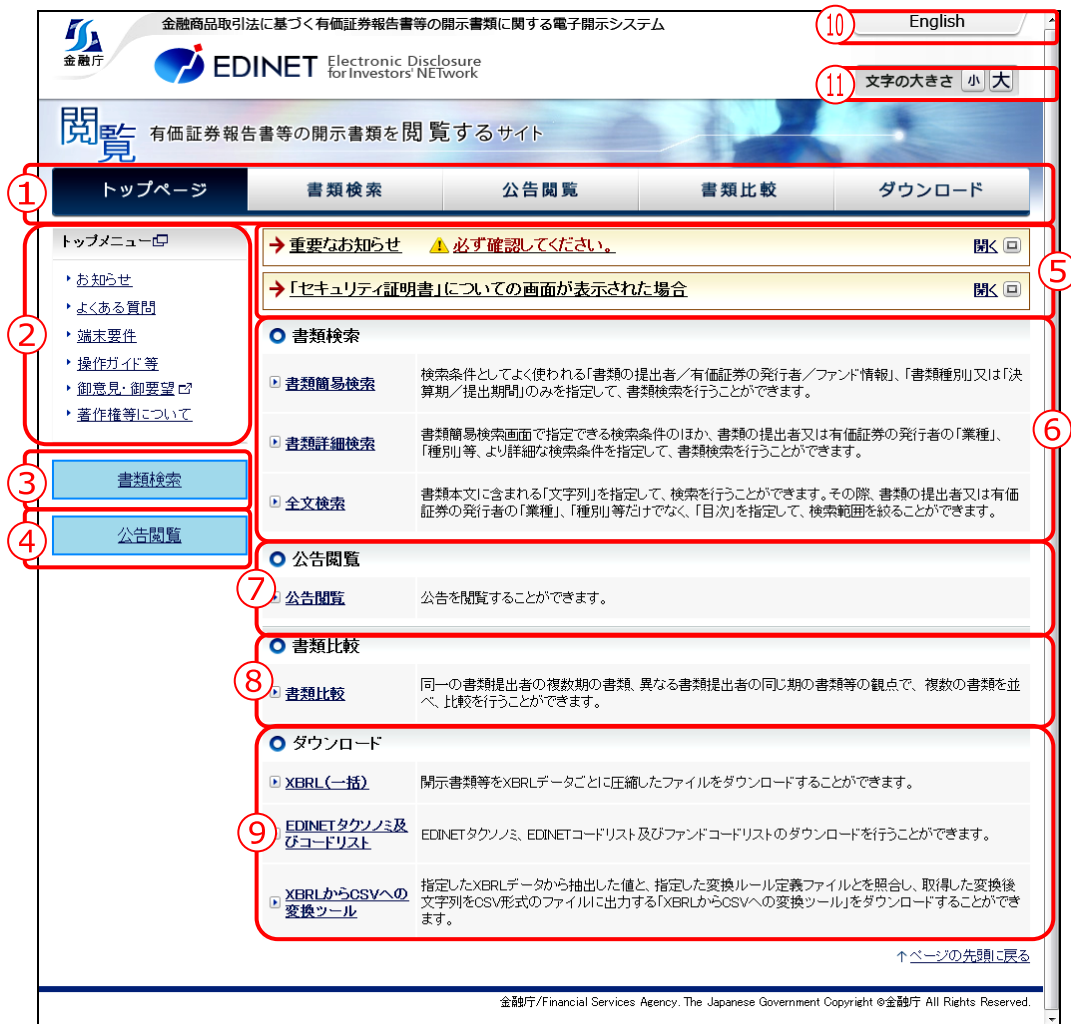 金融商品取引法に基づく有価証券報告書等の開示書類に関する電子開示システム
⑩ English
金融庁
EDINET Electronic Disclosure
for Investors' NETwork
⑪ 文字の大きさ 小 大
閲覧 有価証券報告書等の開示書類を閲覧するサイト
① トップページ 書類検索 公告閲覧 書類比較 ダウンロード
②
トップメニュー
お知らせ
よくある質問
端末要件
操作ガイド等
御意見・御要望
著作権等について
③ 書類検索
④ 公告閲覧
⑤
重要なお知らせ 必ず確認してください。 開く
「セキュリティ証明書」についての画面が表示された場合 開く
⑥
書類検索
書類簡易検索
検索条件としてよく使われる「書類の提出者／有価証券の発行者／ファンド情報」、「書類種別」又は「決
算期／提出期間」のみを指定して、書類検索を行うことができます。
書類詳細検索
書類簡易検索画面で指定できる検索条件のほか、書類の提出者又は有価証券の発行者の「業種」、
「種別」等、より詳細な検索条件を指定して、書類検索を行うことができます。
全文検索
書類本文に含まれる「文字列」を指定して、検索を行うことができます。その際、書類の提出者又は有価
証券の発行者の「業種」、「種別」等だけでなく、「目次」を指定して、検索範囲を絞ることができます。
⑦
公告閲覧
公告閲覧 公告を閲覧することができます。
⑧
書類比較
書類比較
同一の書類提出者の複数期の書類、異なる書類提出者の同じ期の書類等の観点で、複数の書類を並
べ、比較を行うことができます。
⑨
ダウンロード
XBRL(一括) 開示書類等をXBRLデータごとに圧縮したファイルをダウンロードすることができます。
EDINETタクソノミ及
びコードリスト
EDINETタクソノミ、EDINETコードリスト及びファンドコードリストのダウンロードを行うことができます。
XBRLからCSVへの
変換ツール
指定したXBRLデータから抽出した値と、指定した変換ルール定義ファイルとを照合し、取得した変換後
文字列をCSV形式のファイルに出力する「XBRLからCSVへの変換ツール」をダウンロードすることができ
ます。
↑ページの先頭に戻る
金融庁/Financial Services Agency. The Japanese Government Copyright ©金融庁 All Rights Reserved.